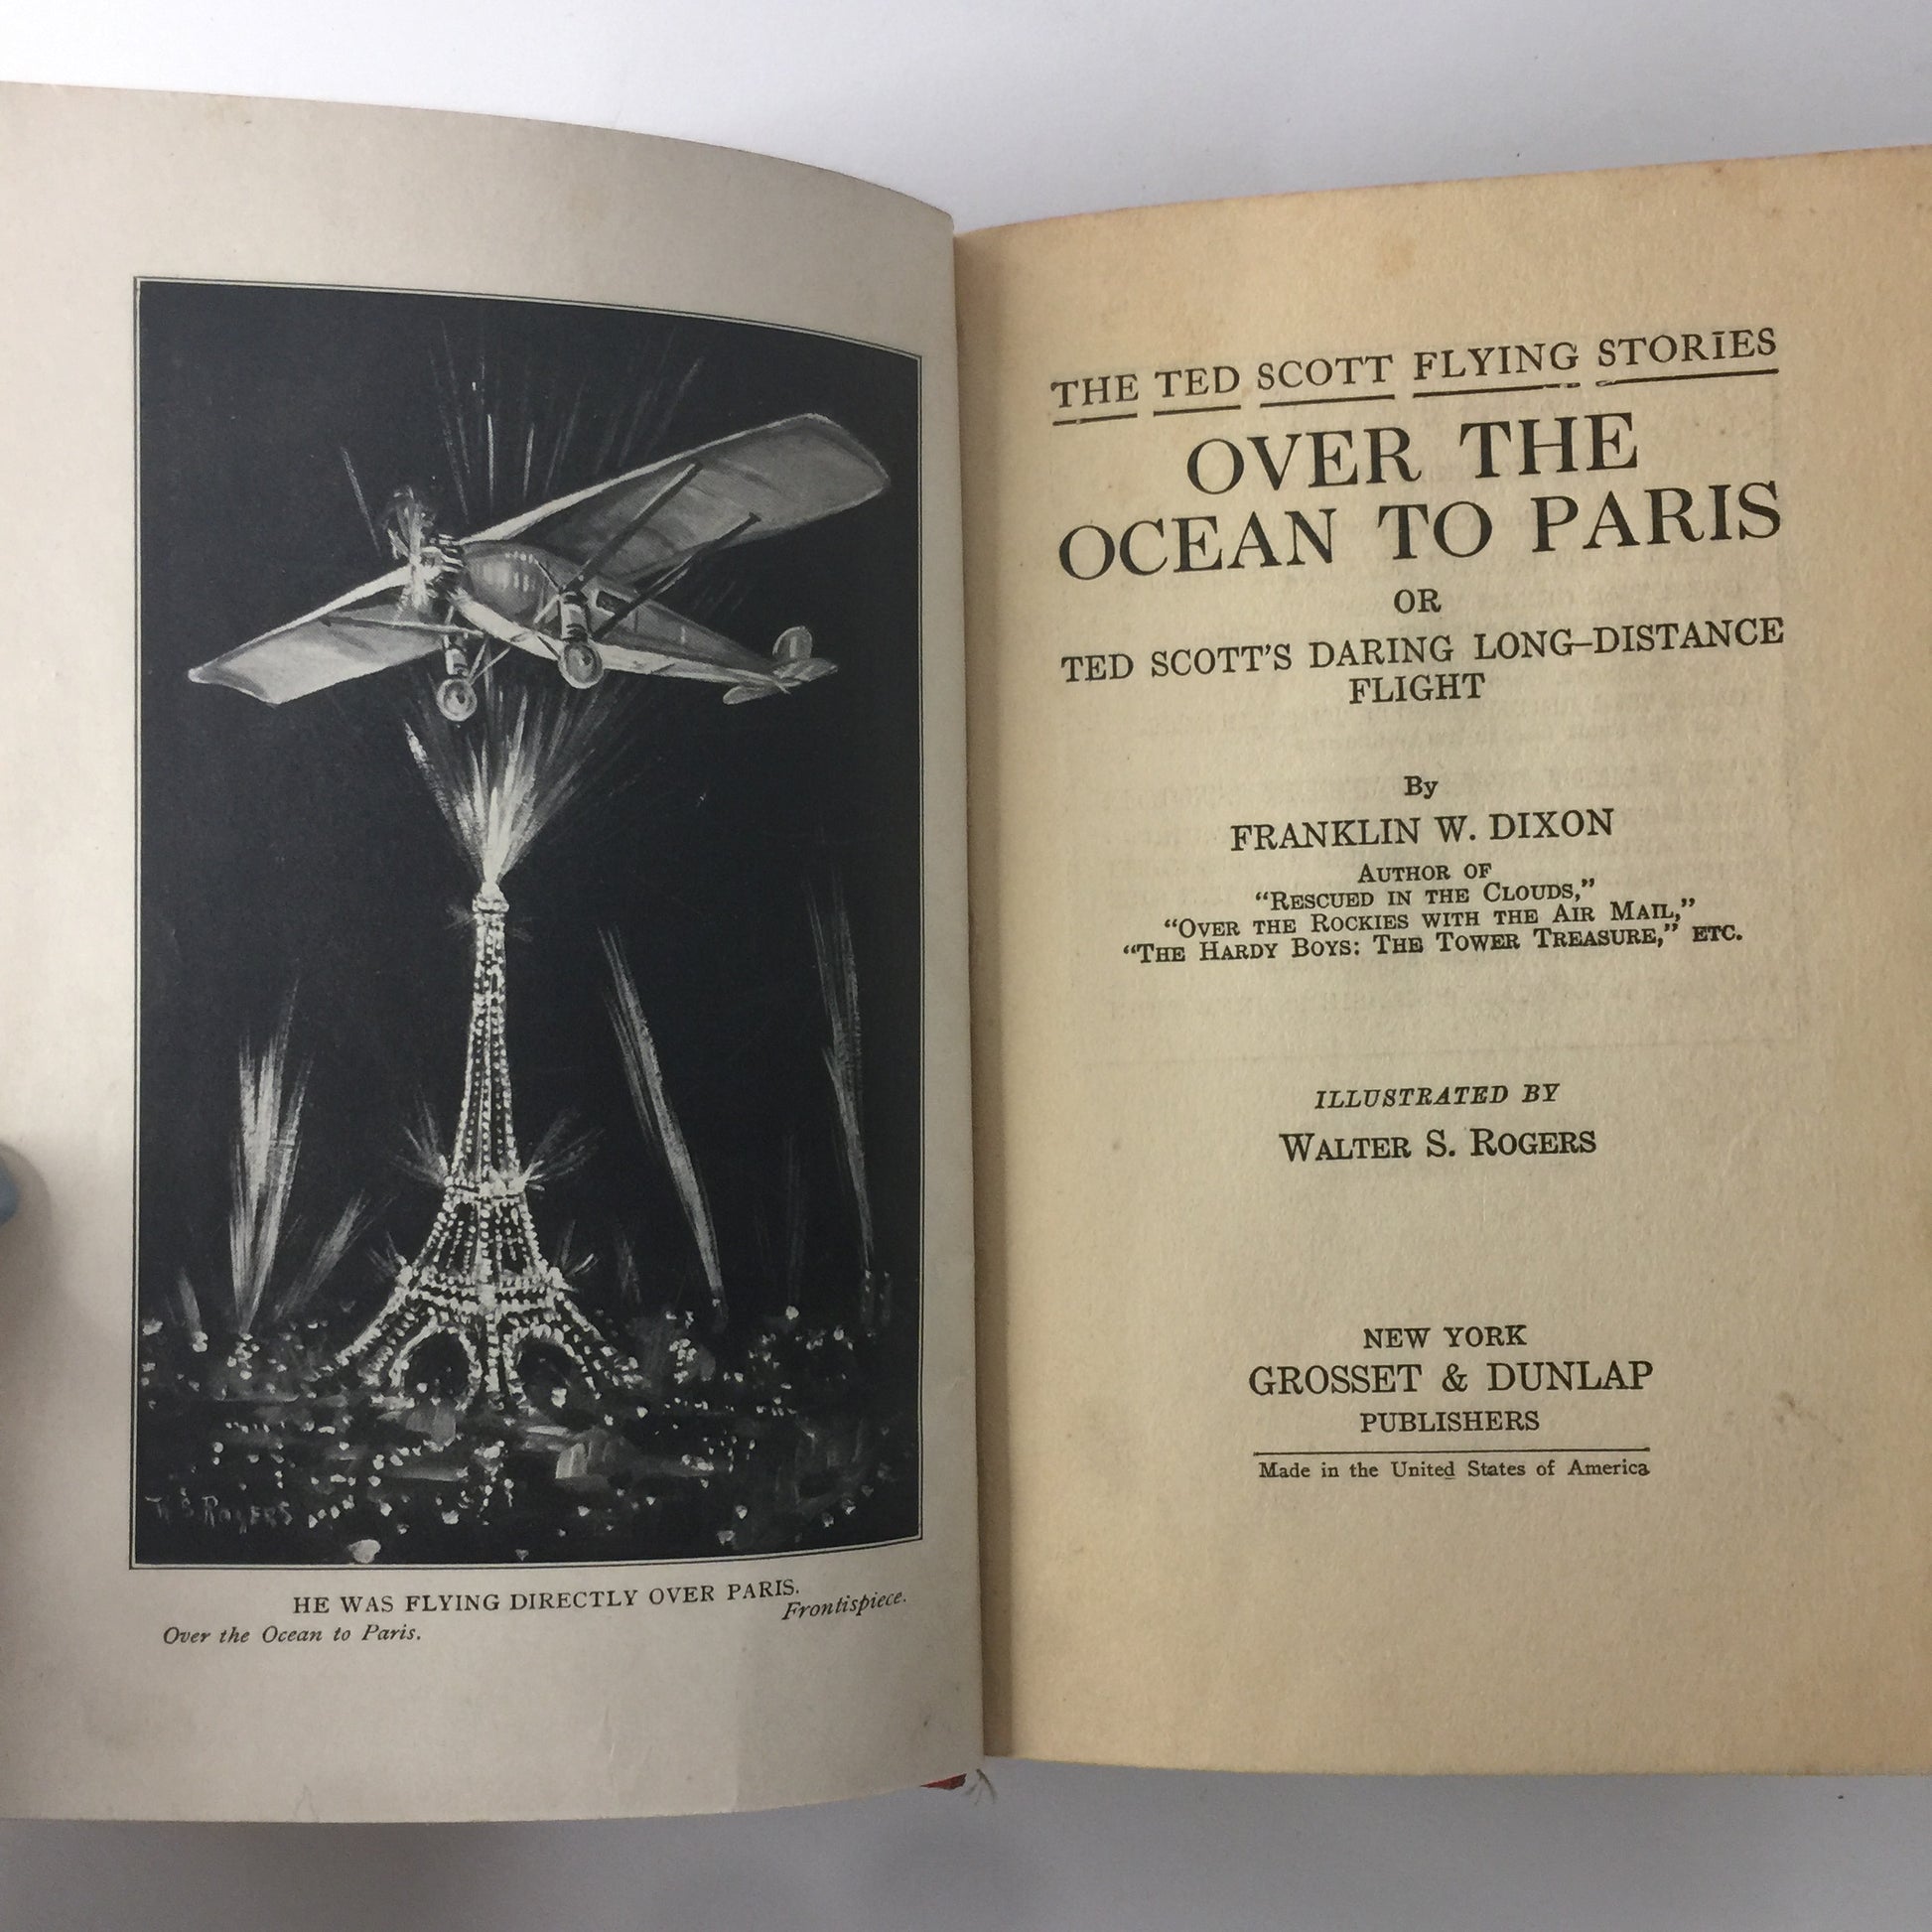 W S. ROGERS
HE WAS FLYING DIRECTLY OVER PARIS.
Over the Ocean to Paris.
Frontispiece.
THE TED SCOTT FLYING STORIES
OVER THE
OCEAN TO PARIS
OR
TED SCOTT'S DARING LONG-DISTANCE
FLIGHT
By
FRANKLIN W. DIXON
AUTHOR OF
"RESCUED IN THE CLOUDS,"
"OVER THE ROCKIES WITH THE AIR MAIL,"
"THE HARDY BOYS: THE TOWER TREASURE," ETC.
ILLUSTRATED BY
WALTER S. ROGERS
NEW YORK
GROSSET & DUNLAP
PUBLISHERS
Made in the United States of America